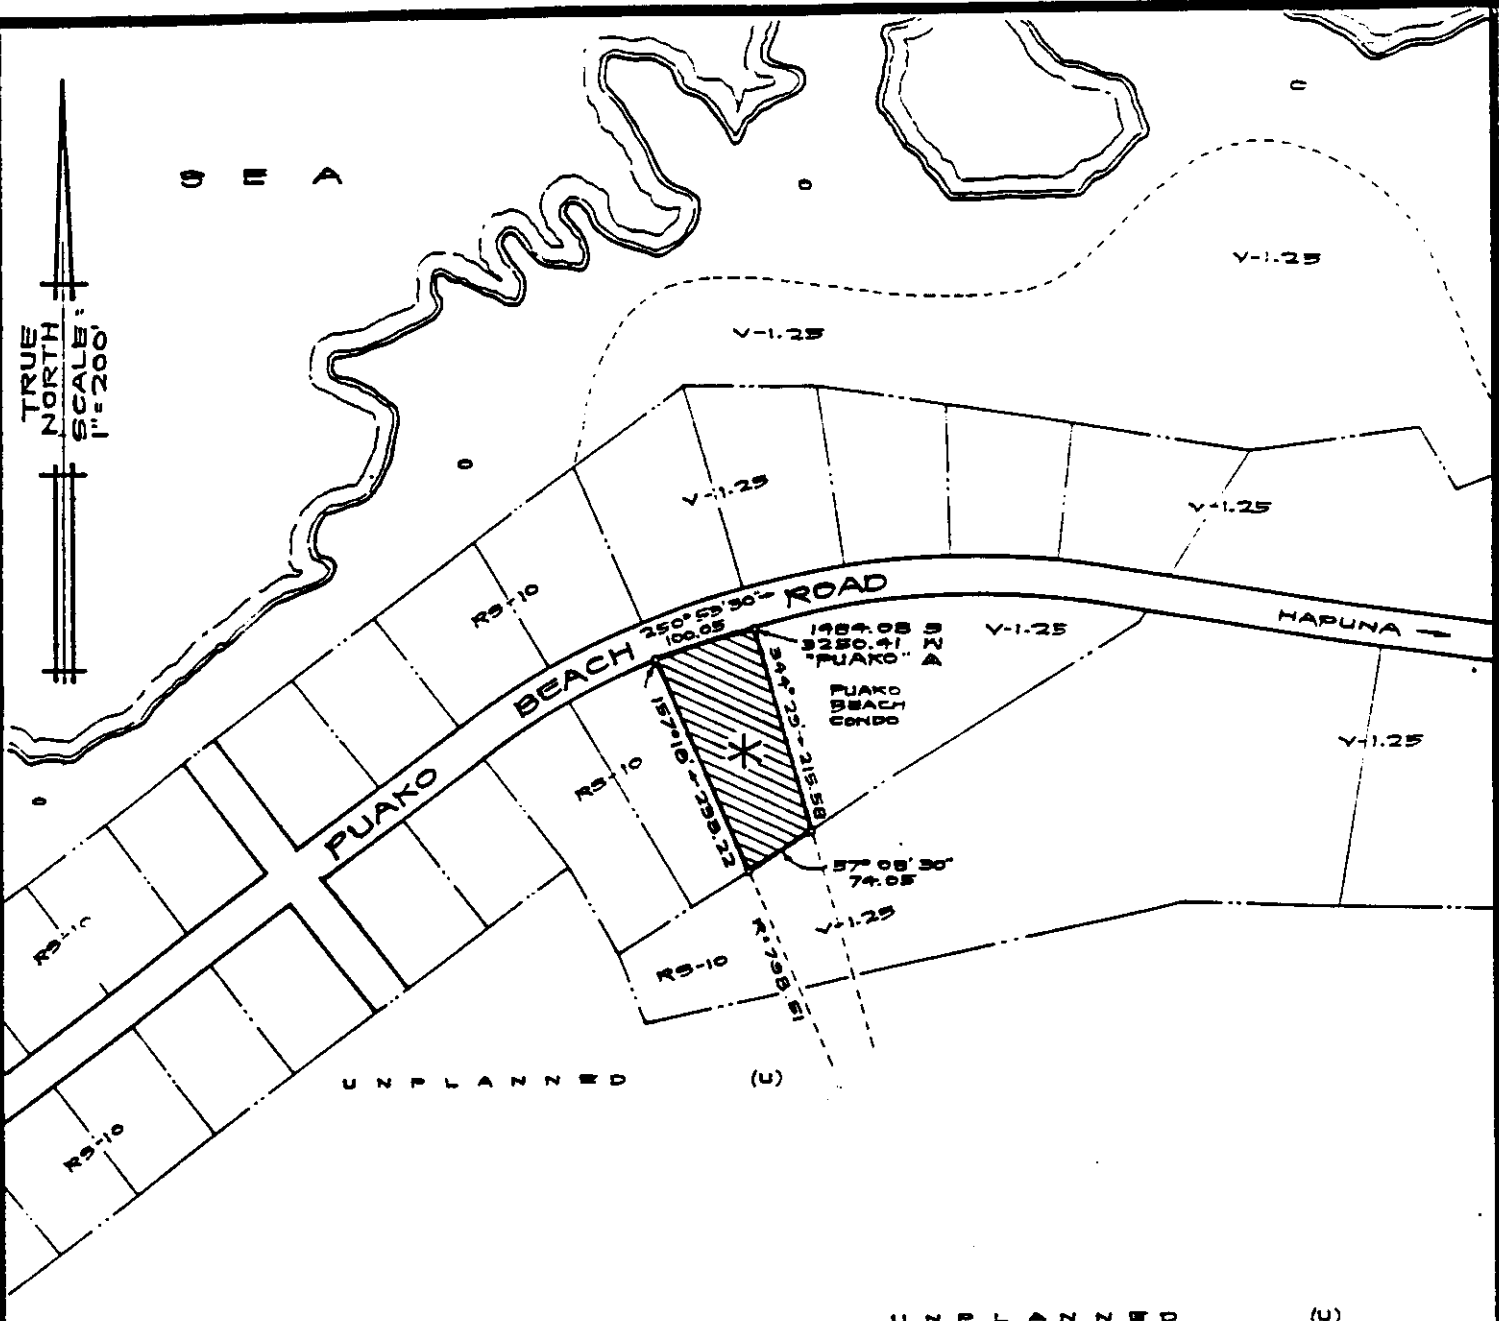 SEA
O
O
V-1.25
V-1.25
TRUE
NORTH
SCALE:
1"=200'
O
V-1.25
V-1.25
RS-10
PUAKO BEACH ROAD
250° 53' 30"
100.05
1484.08 S
3250.41 W
"PUAKO" A
V-1.25
HAPUNA
PUAKO
BEACH
CONDO
344° 25' 215.58
157° 18' 238.22
RS-10
V-1.25
O
57° 08' 30"
74.05
RS-10
V-1.25
RS-10
R=798.51
UNPLANNED (U)
RS-10
UNPLANNED (U)